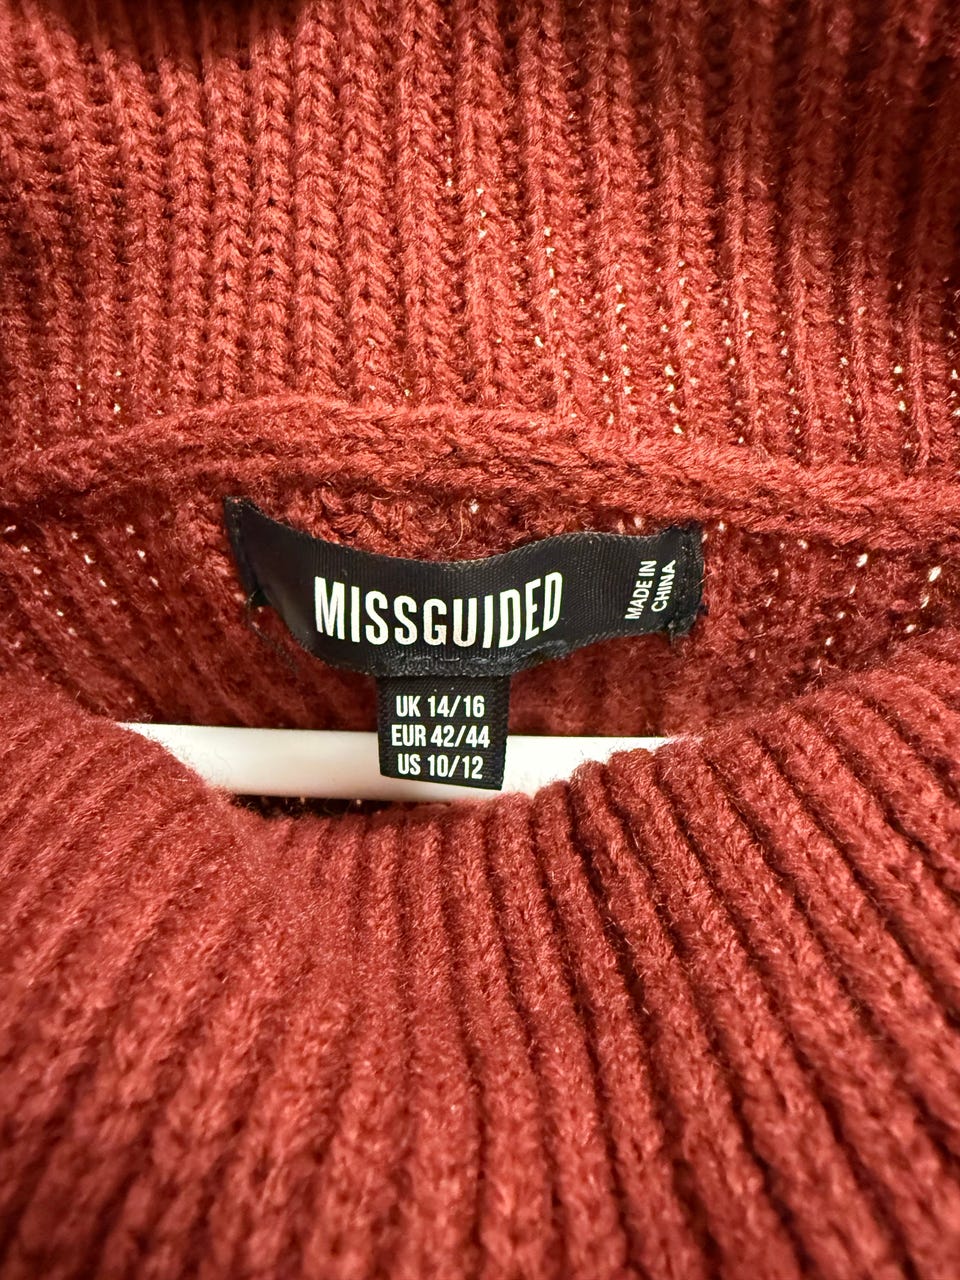 MISSGUIDED
MADE IN
CHINA
UK 14/16
EUR 42/44
US 10/12